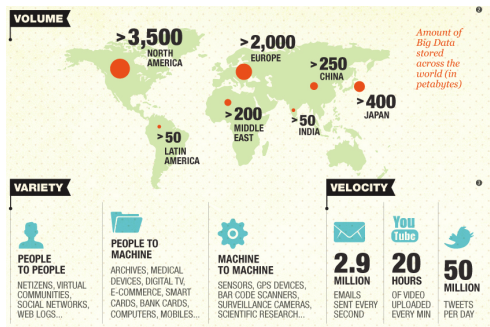 VOLUME
>3,500
NORTH
AMERICA
>2,000
EUROPE
>250
CHINA
>400
JAPAN
>200
MIDDLE
EAST
>50
INDIA
>50
LATIN
AMERICA
Amount of
Big Data
stored
across the
world (in
petabytes)
VARIETY
PEOPLE
TO PEOPLE
NETIZENS, VIRTUAL
COMMUNITIES,
SOCIAL NETWORKS,
WEB LOGS...
PEOPLE TO
MACHINE
ARCHIVES, MEDICAL
DEVICES, DIGITAL TV,
E-COMMERCE, SMART
CARDS, BANK CARDS,
COMPUTERS, MOBILES...
MACHINE
TO MACHINE
SENSORS, GPS DEVICES,
BAR CODE SCANNERS,
SURVEILLANCE CAMERAS,
SCIENTIFIC RESEARCH...
VELOCITY
2.9
MILLION
EMAILS
SENT EVERY
SECOND
You
Tube
20
HOURS
OF VIDEO
UPLOADED
EVERY MIN
50
MILLION
TWEETS
PER DAY